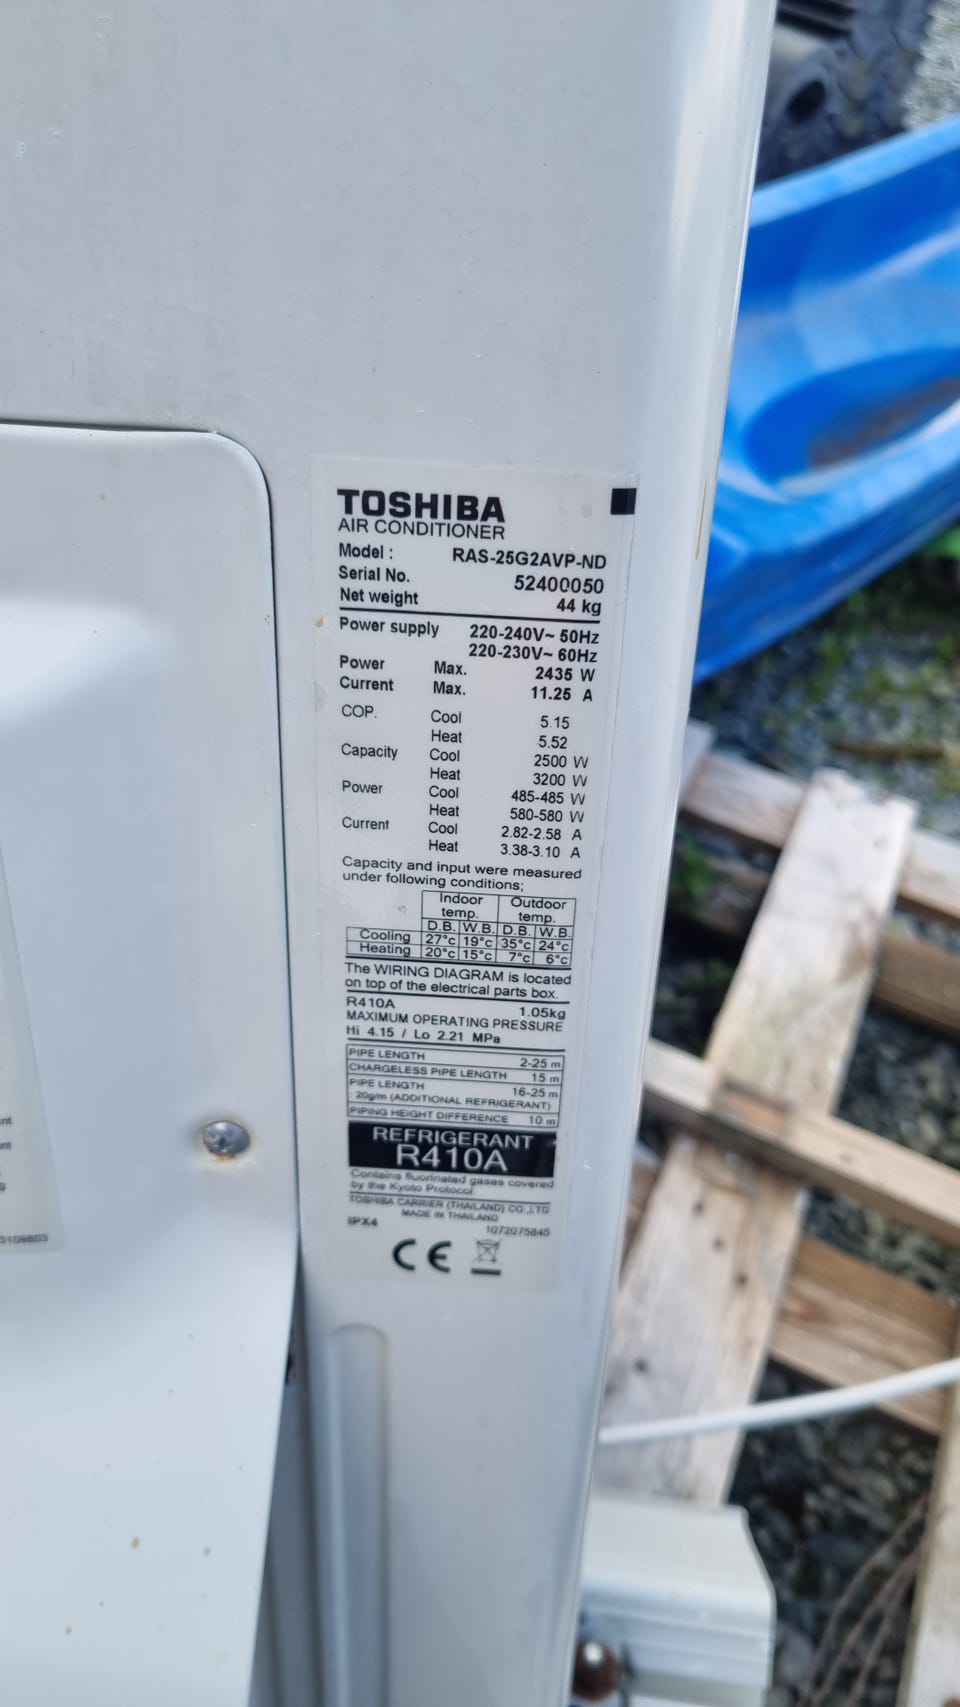 TOSHIBA
AIR CONDITIONER
Model : RAS-25G2AVP-ND
Serial No. 52400050
Net weight 44 kg
Power supply 220-240V~ 50Hz
220-230V~ 60Hz
Power Max. 2435 W
Current Max. 11.25 A
COP. Cool 5.15
Heat 5.52
Capacity Cool 2500 W
Heat 3200 W
Power Cool 485-485 W
Heat 580-580 W
Current Cool 2.82-2.58 A
Heat 3.38-3.10 A
Capacity and input were measured
under following conditions;
Indoor temp. Outdoor temp.
D.B. W.B. D.B. W.B.
Cooling 27°c 19°c 35°c 24°c
Heating 20°c 15°c 7°c 6°c
The WIRING DIAGRAM is located
on top of the electrical parts box.
R410A 1.05kg
MAXIMUM OPERATING PRESSURE
Hi 4.15 / Lo 2.21 MPa
PIPE LENGTH 2-25 m
CHARGELESS PIPE LENGTH 15 m
PIPE LENGTH 16-25 m
: 20g/m (ADDITIONAL REFRIGERANT)
PIPING HEIGHT DIFFERENCE 10 m
REFRIGERANT
R410A
Contains fluorinated gases covered
by the Kyoto Protocol.
TOSHIBA CARRIER (THAILAND) CO.,LTD.
MADE IN THAILAND
IPX4 1072075845
CE